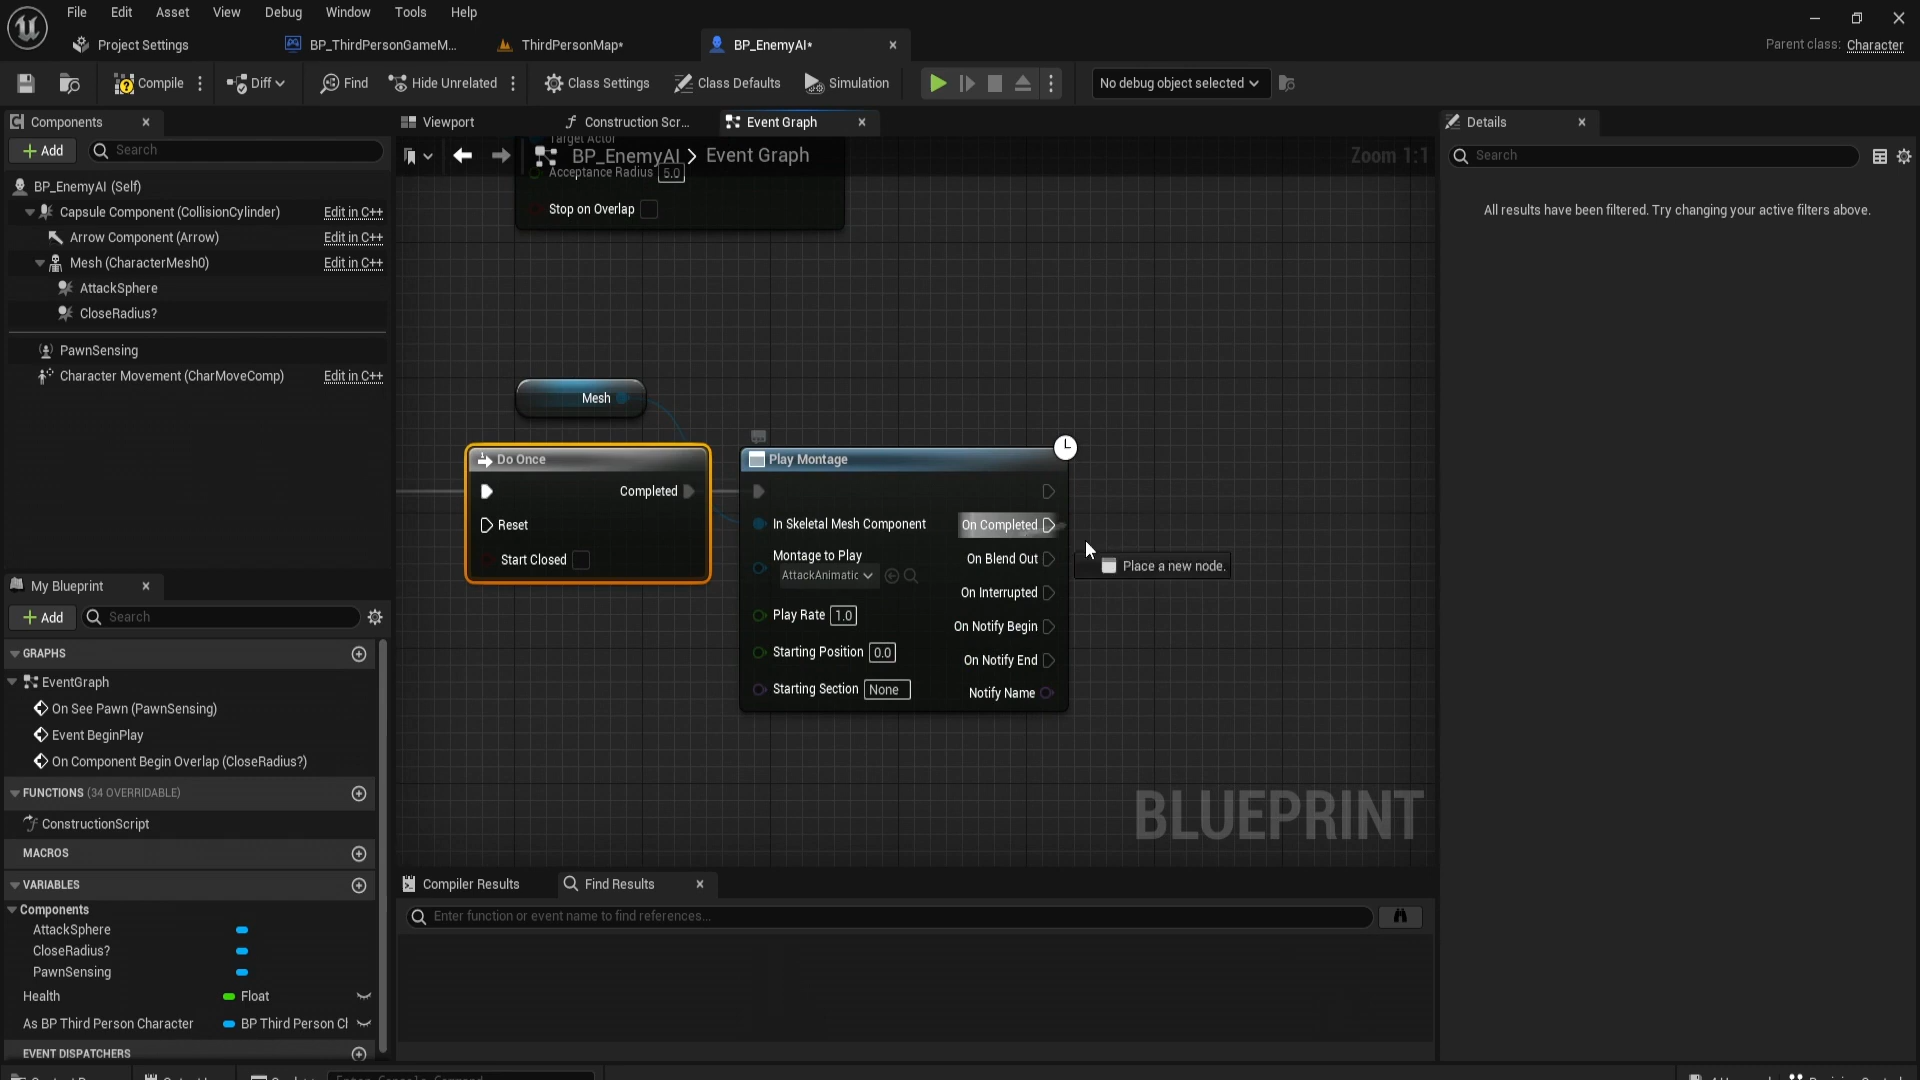 File Edit Asset View Debug Window Tools Help
Project Settings BP_ThirdPersonGameM... ThirdPersonMap* BP_EnemyAI* Parent class: Character
Compile Diff Find Hide Unrelated Class Settings Class Defaults Simulation No debug object selected
Components Viewport Construction Scr... Event Graph Details
Add Search BP_EnemyAI > Event Graph Zoom 1:1 Search
Target Actor
Acceptance Radius 5.0
Stop on Overlap
BP_EnemyAI (Self)
Capsule Component (CollisionCylinder) Edit in C++
Arrow Component (Arrow) Edit in C++
Mesh (CharacterMesh0) Edit in C++
AttackSphere
CloseRadius?
PawnSensing
Character Movement (CharMoveComp) Edit in C++
All results have been filtered. Try changing your active filters above.
Mesh
Do Once
Completed
Reset
Start Closed
Play Montage
In Skeletal Mesh Component On Completed
Montage to Play On Blend Out
AttackAnimatic
On Interrupted
Play Rate 1.0 On Notify Begin
Starting Position 0.0 On Notify End
Starting Section None Notify Name
Place a new node.
BLUEPRINT
My Blueprint
Add Search
GRAPHS
EventGraph
On See Pawn (PawnSensing)
Event BeginPlay
On Component Begin Overlap (CloseRadius?)
FUNCTIONS (34 OVERRIDABLE)
ConstructionScript
MACROS
VARIABLES
Components
AttackSphere
CloseRadius?
PawnSensing
Health Float
As BP Third Person Character BP Third Person Cl
EVENT DISPATCHERS
Compiler Results Find Results
Enter function or event name to find references...